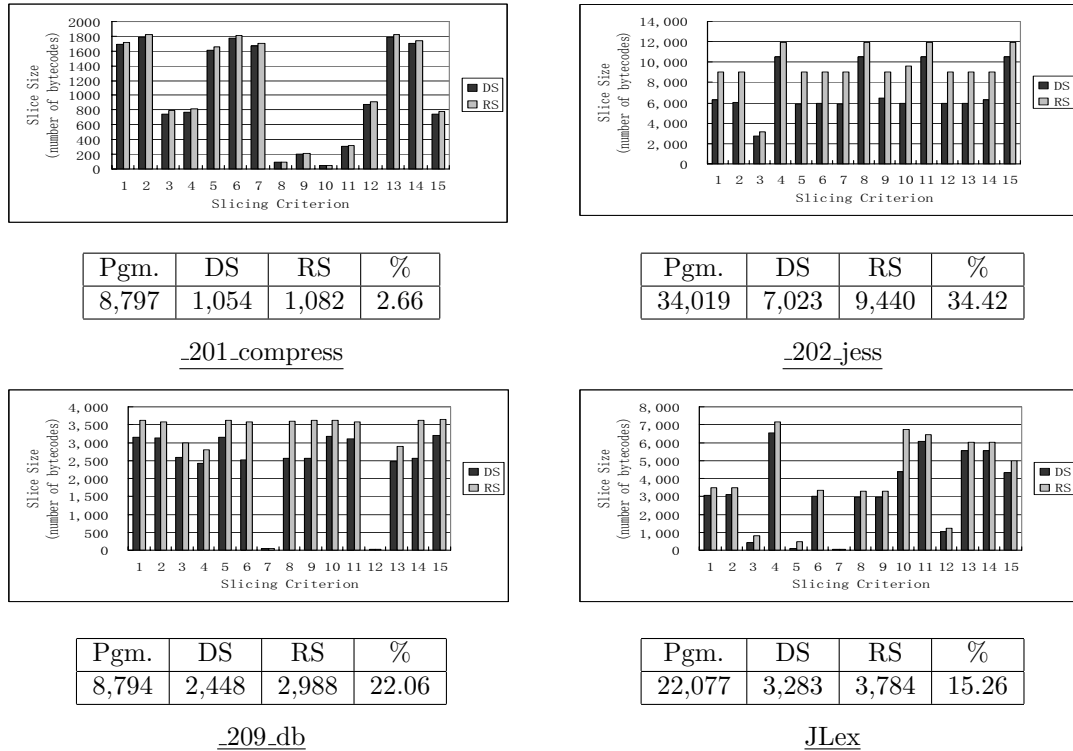 Slice Size
(number of bytecodes)
2000
1800
1600
1400
1200
1000
800
600
400
200
0
1 2 3 4 5 6 7 8 9 10 11 12 13 14 15
Slicing Criterion
DS
RS
Pgm. DS RS %
8,797 1,054 1,082 2.66
_201_compress
Slice Size
(number of bytecodes)
14,000
12,000
10,000
8,000
6,000
4,000
2,000
0
1 2 3 4 5 6 7 8 9 10 11 12 13 14 15
Slicing Criterion
DS
RS
Pgm. DS RS %
34,019 7,023 9,440 34.42
_202_jess
Slice Size
(number of bytecodes)
4,000
3,500
3,000
2,500
2,000
1,500
1,000
500
0
1 2 3 4 5 6 7 8 9 10 11 12 13 14 15
Slicing Criterion
DS
RS
Pgm. DS RS %
8,794 2,448 2,988 22.06
_209_db
Slice Size
(number of bytecodes)
8,000
7,000
6,000
5,000
4,000
3,000
2,000
1,000
0
1 2 3 4 5 6 7 8 9 10 11 12 13 14 15
Slicing Criterion
DS
RS
Pgm. DS RS %
22,077 3,283 3,784 15.26
JLex